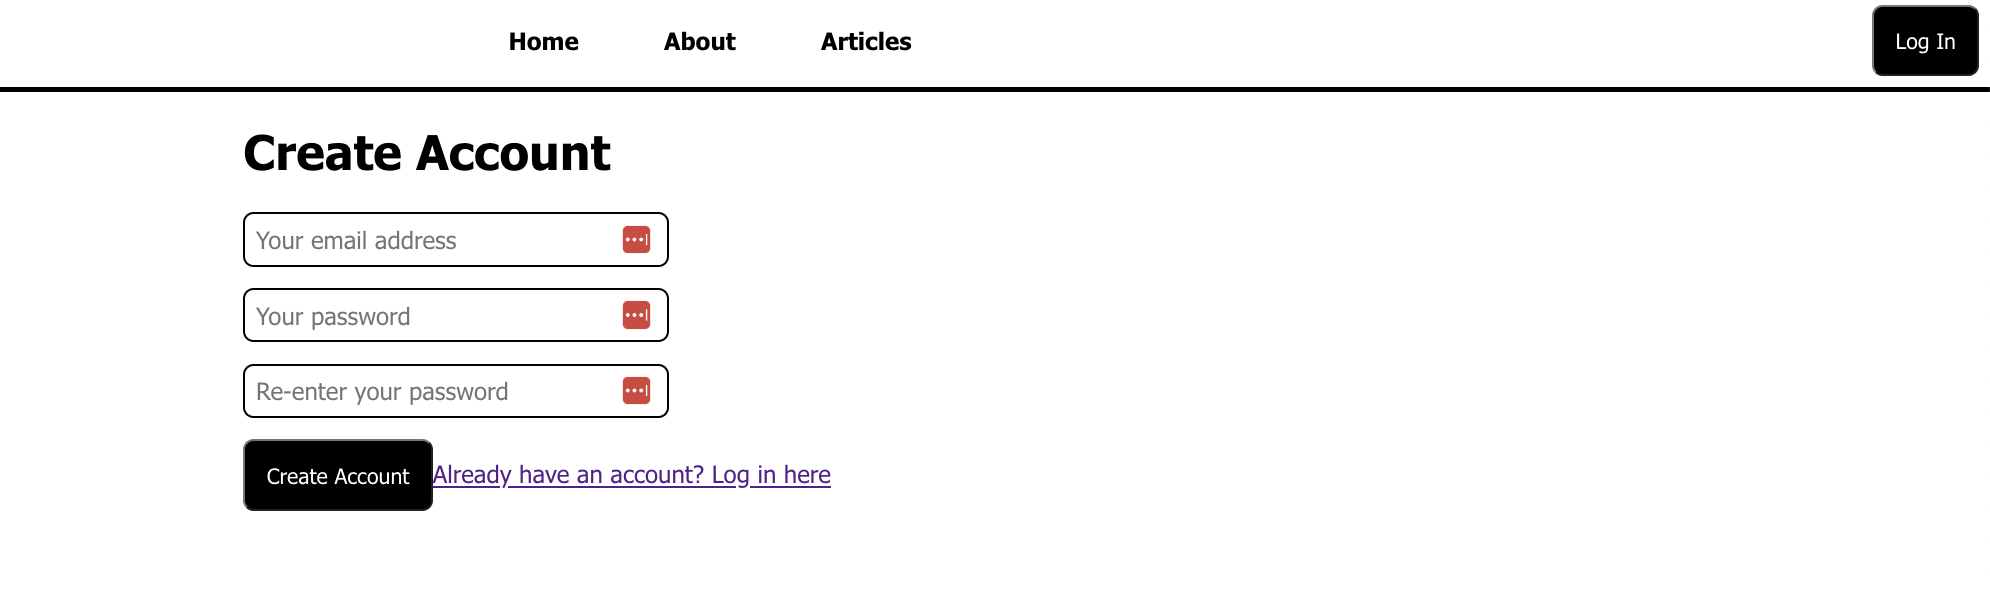 Home About Articles Log In
Create Account
Your email address
Your password
Re-enter your password
Create Account Already have an account? Log in here